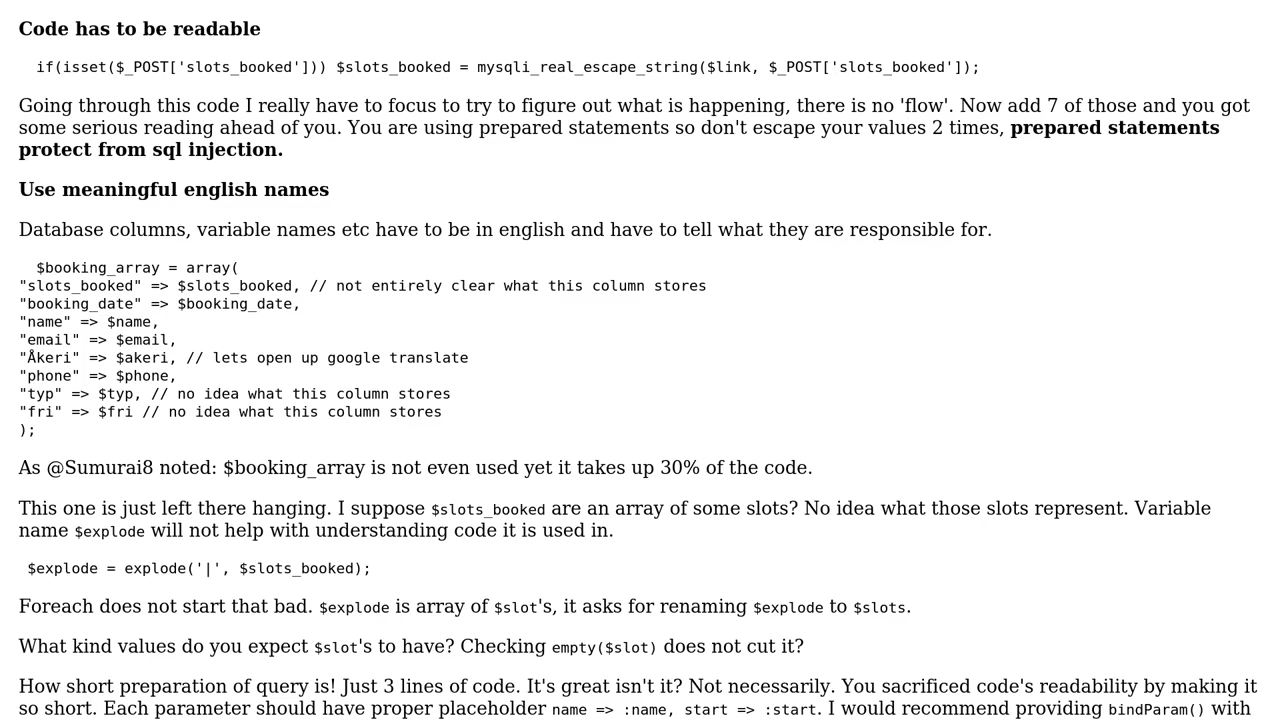 Code has to be readable
if(isset($_POST['slots_booked'])) $slots_booked = mysqli_real_escape_string($link, $_POST['slots_booked']);
Going through this code I really have to focus to try to figure out what is happening, there is no 'flow'. Now add 7 of those and you got
some serious reading ahead of you. You are using prepared statements so don't escape your values 2 times, prepared statements
protect from sql injection.
Use meaningful english names
Database columns, variable names etc have to be in english and have to tell what they are responsible for.
$booking_array = array(
"slots_booked" => $slots_booked, // not entirely clear what this column stores
"booking_date" => $booking_date,
"name" => $name,
"email" => $email,
"Åkeri" => $akeri, // lets open up google translate
"phone" => $phone,
"typ" => $typ, // no idea what this column stores
"fri" => $fri // no idea what this column stores
);
As @Sumurai8 noted: $booking_array is not even used yet it takes up 30% of the code.
This one is just left there hanging. I suppose $slots_booked are an array of some slots? No idea what those slots represent. Variable
name $explode will not help with understanding code it is used in.
$explode = explode('|', $slots_booked);
Foreach does not start that bad. $explode is array of $slot's, it asks for renaming $explode to $slots.
What kind values do you expect $slot's to have? Checking empty($slot) does not cut it?
How short preparation of query is! Just 3 lines of code. It's great isn't it? Not necessarily. You sacrificed code's readability by making it
so short. Each parameter should have proper placeholder name => :name, start => :start. I would recommend providing bindParam() with